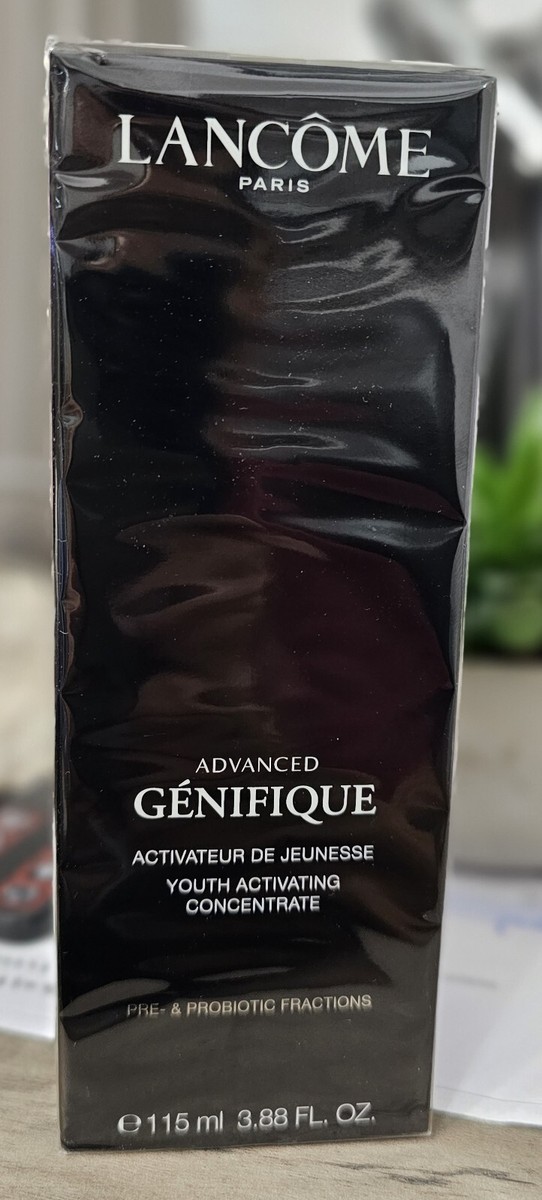 LANCÔME
PARIS
ADVANCED
GÉNIFIQUE
ACTIVATEUR DE JEUNESSE
YOUTH ACTIVATING
CONCENTRATE
PRE- & PROBIOTIC FRACTIONS
℮115 ml 3.88 FL. OZ.